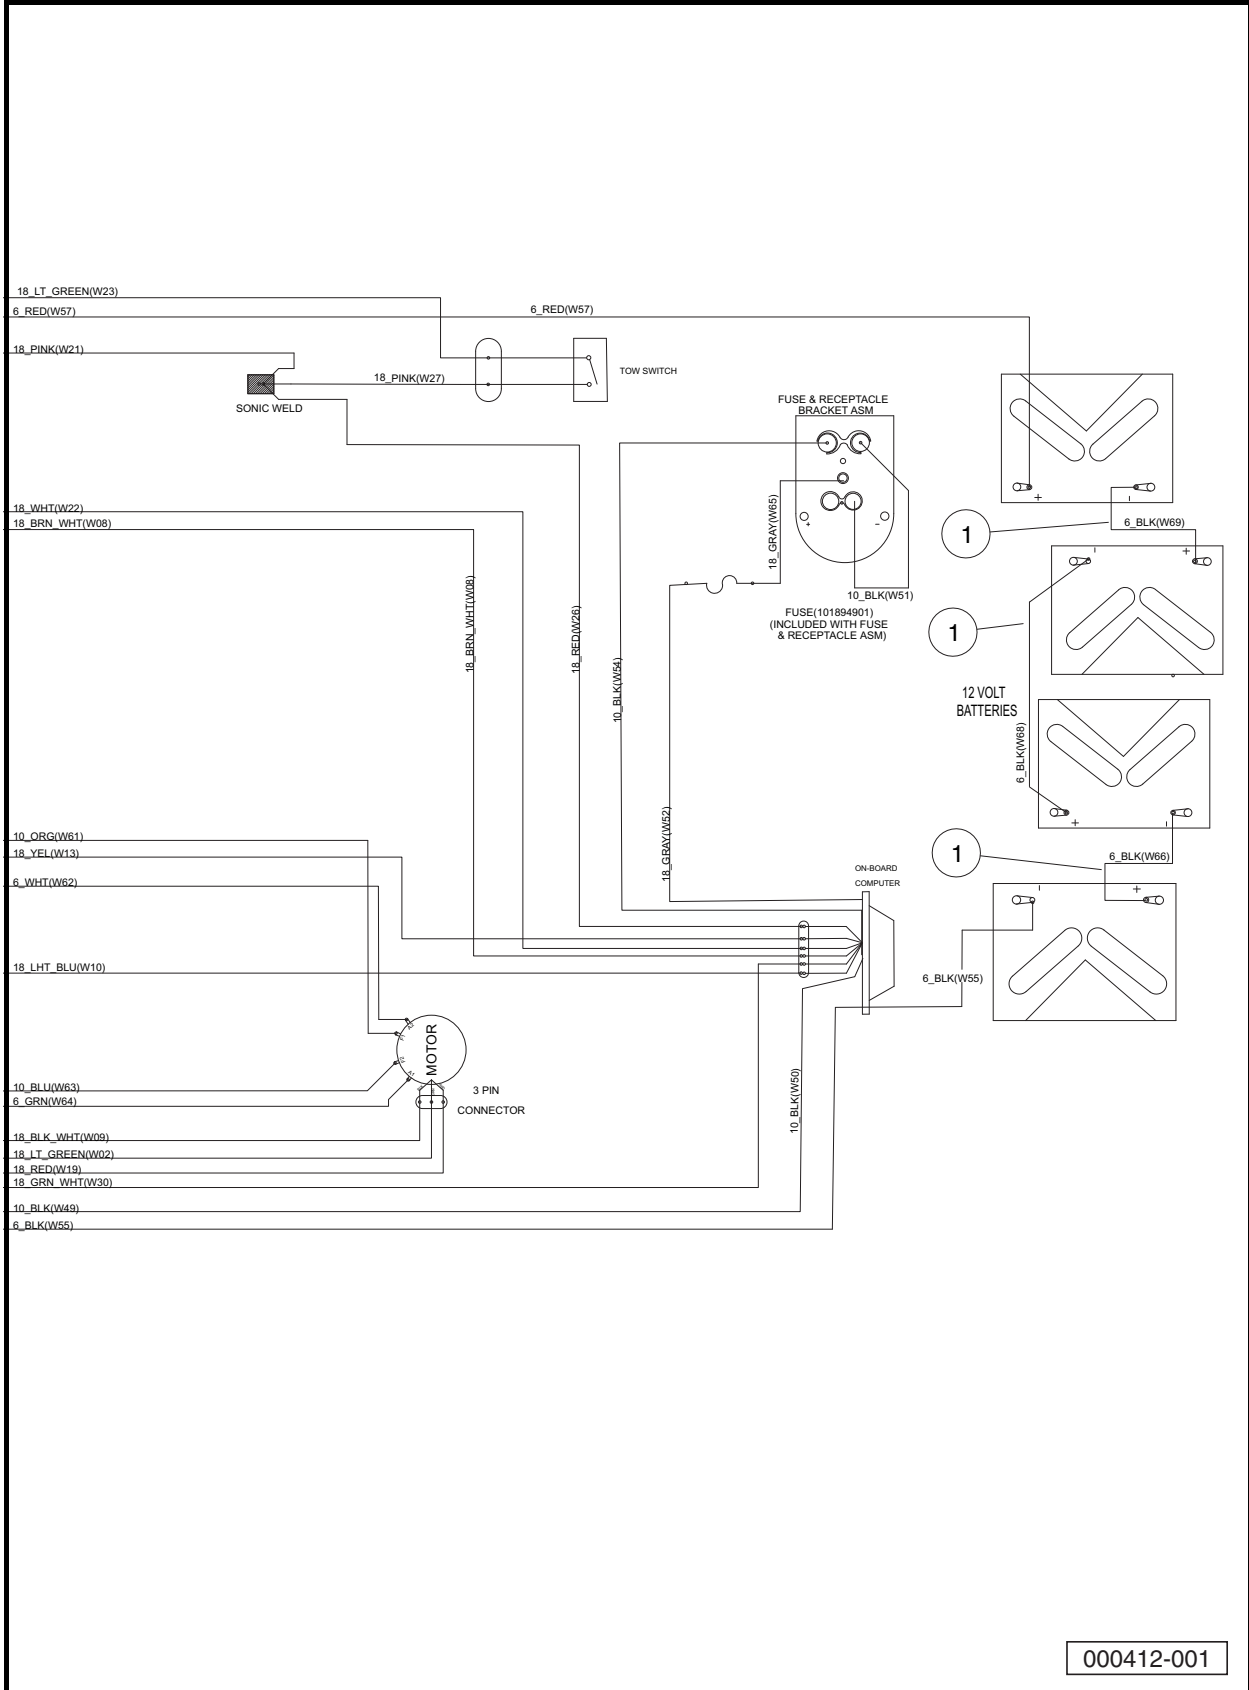 18_LT_GREEN(W23)
6_RED(W57)
6_RED(W57)
18_PINK(W21)
18_PINK(W27)
TOW SWITCH
SONIC WELD
FUSE & RECEPTACLE
BRACKET ASM
+
-
+
-
18_WHT(W22)
18_BRN_WHT(W08)
18_GRAY(W65)
1
6_BLK(W69)
-
+
10_BLK(W51)
18_BRN_WHT(W08)
18_RED(W26)
10_BLK(W54)
FUSE(101894901)
(INCLUDED WITH FUSE
& RECEPTACLE ASM)
1
12 VOLT
BATTERIES
6_BLK(W68)
+
-
10_ORG(W61)
18_YEL(W13)
18_GRAY(W52)
1
6_BLK(W66)
6_WHT(W62)
ON-BOARD
COMPUTER
-
+
18_LHT_BLU(W10)
6_BLK(W55)
A2
F1
F2
A1
MOTOR
10_BLU(W63)
6_GRN(W64)
3 PIN
CONNECTOR
10_BLK(W50)
18_BLK_WHT(W09)
18_LT_GREEN(W02)
18_RED(W19)
18_GRN_WHT(W30)
10_BLK(W49)
6_BLK(W55)
000412-001